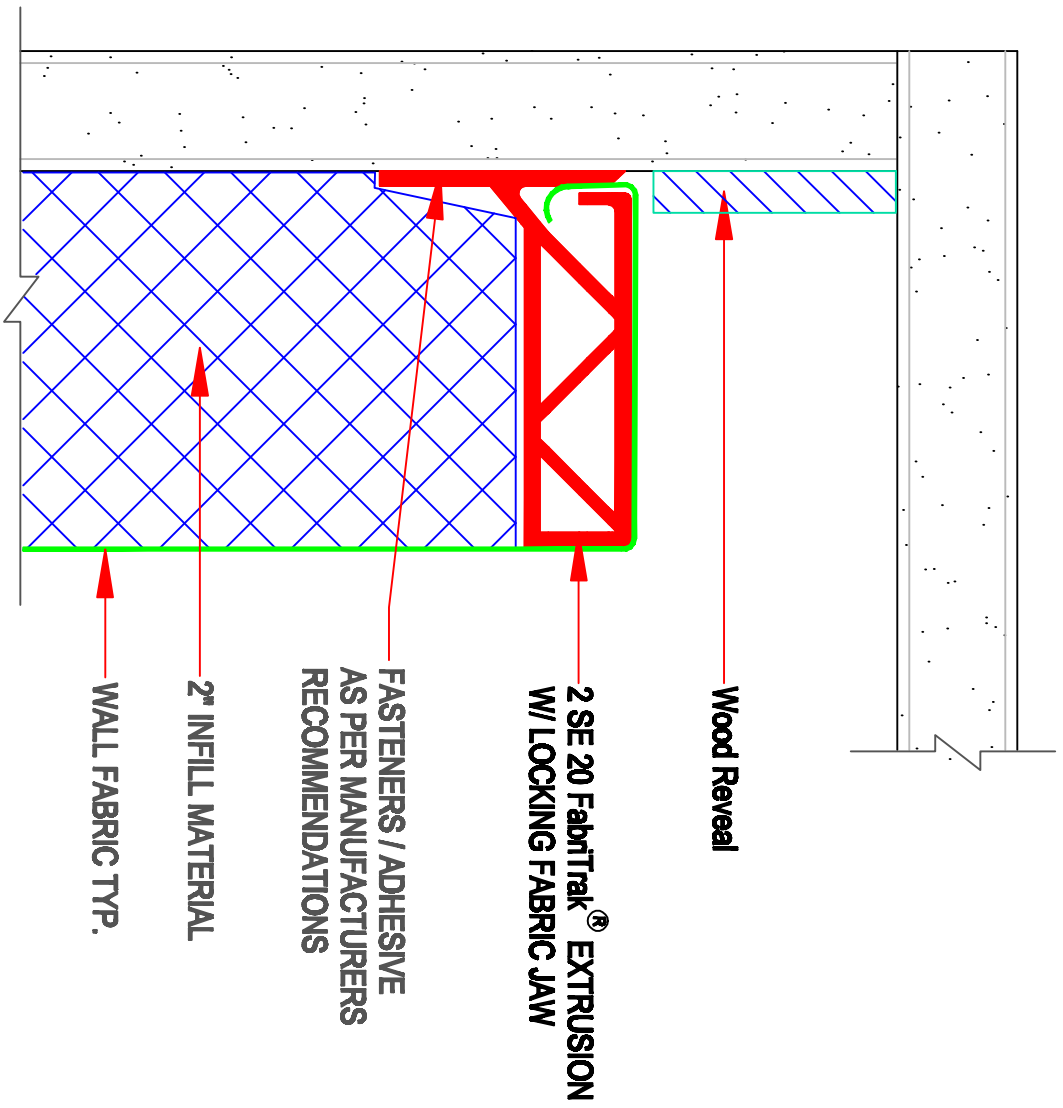 Wood Reveal
2 SE 20 FabriTrak® EXTRUSION
W/ LOCKING FABRIC JAW
FASTENERS / ADHESIVE
AS PER MANUFACTURERS
RECOMMENDATIONS
2" INFILL MATERIAL
WALL FABRIC TYP.